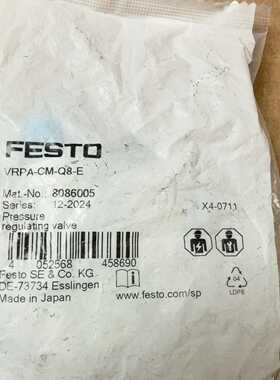 FESTO
VRPA-CM-Q8-E
Mat.-No.: 8086005
Series: 12-2024
Pressure
regulating valve
X4-0711
4 052568 458690
Festo SE & Co. KG
DE-73734 Esslingen
Made in Japan
www.festo.com/sp
04
LDPE